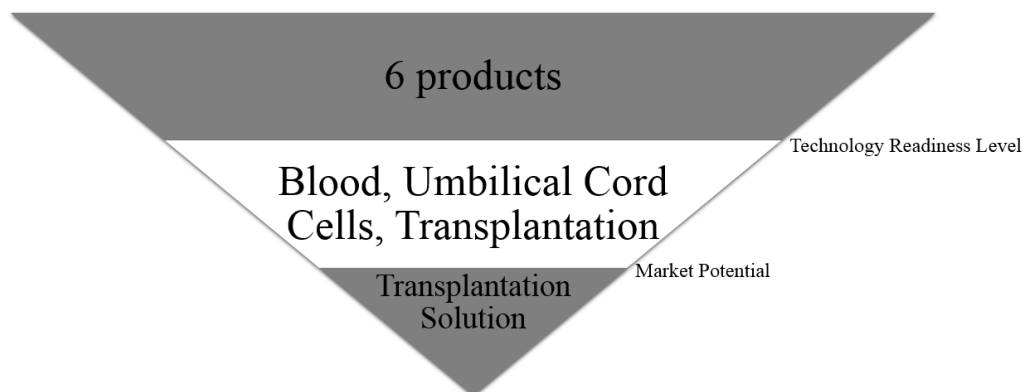 6 products
Technology Readiness Level
Blood, Umbilical Cord
Cells, Transplantation
Market Potential
Transplantation
Solution